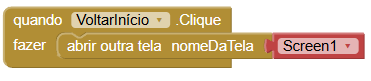 quando VoltarInício .Clique
fazer abrir outra tela nomeDaTela Screen1